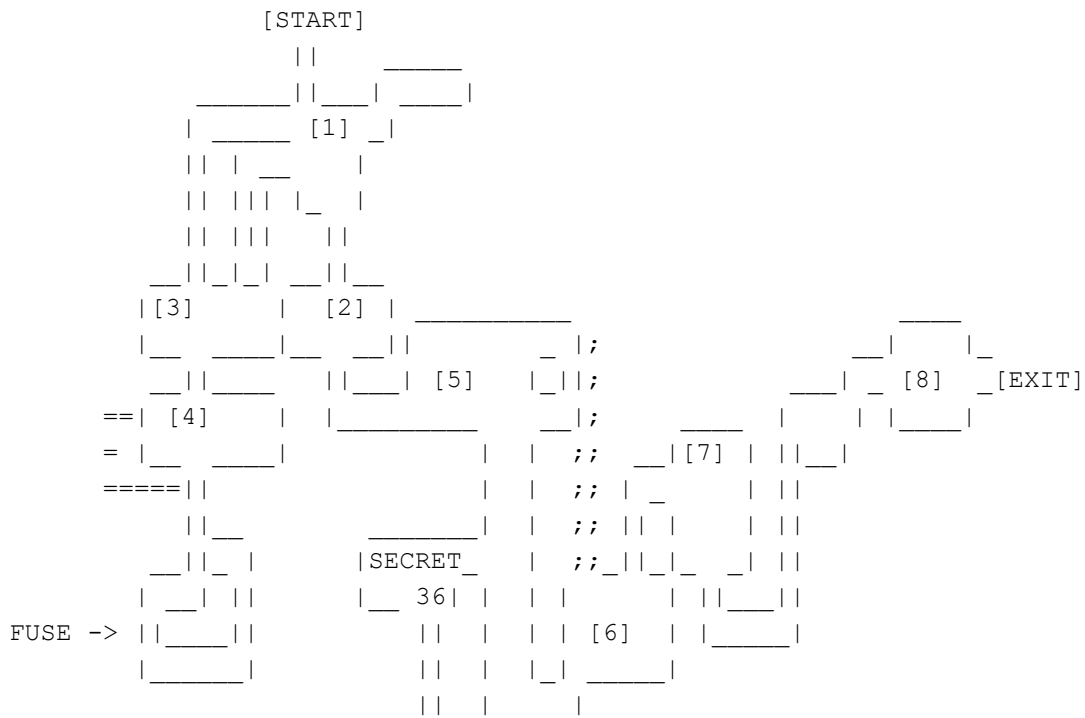 [START]
[1]
[3] [2]
[5] [8] [EXIT]
[4]
[7]
SECRET
36
FUSE -> [6]